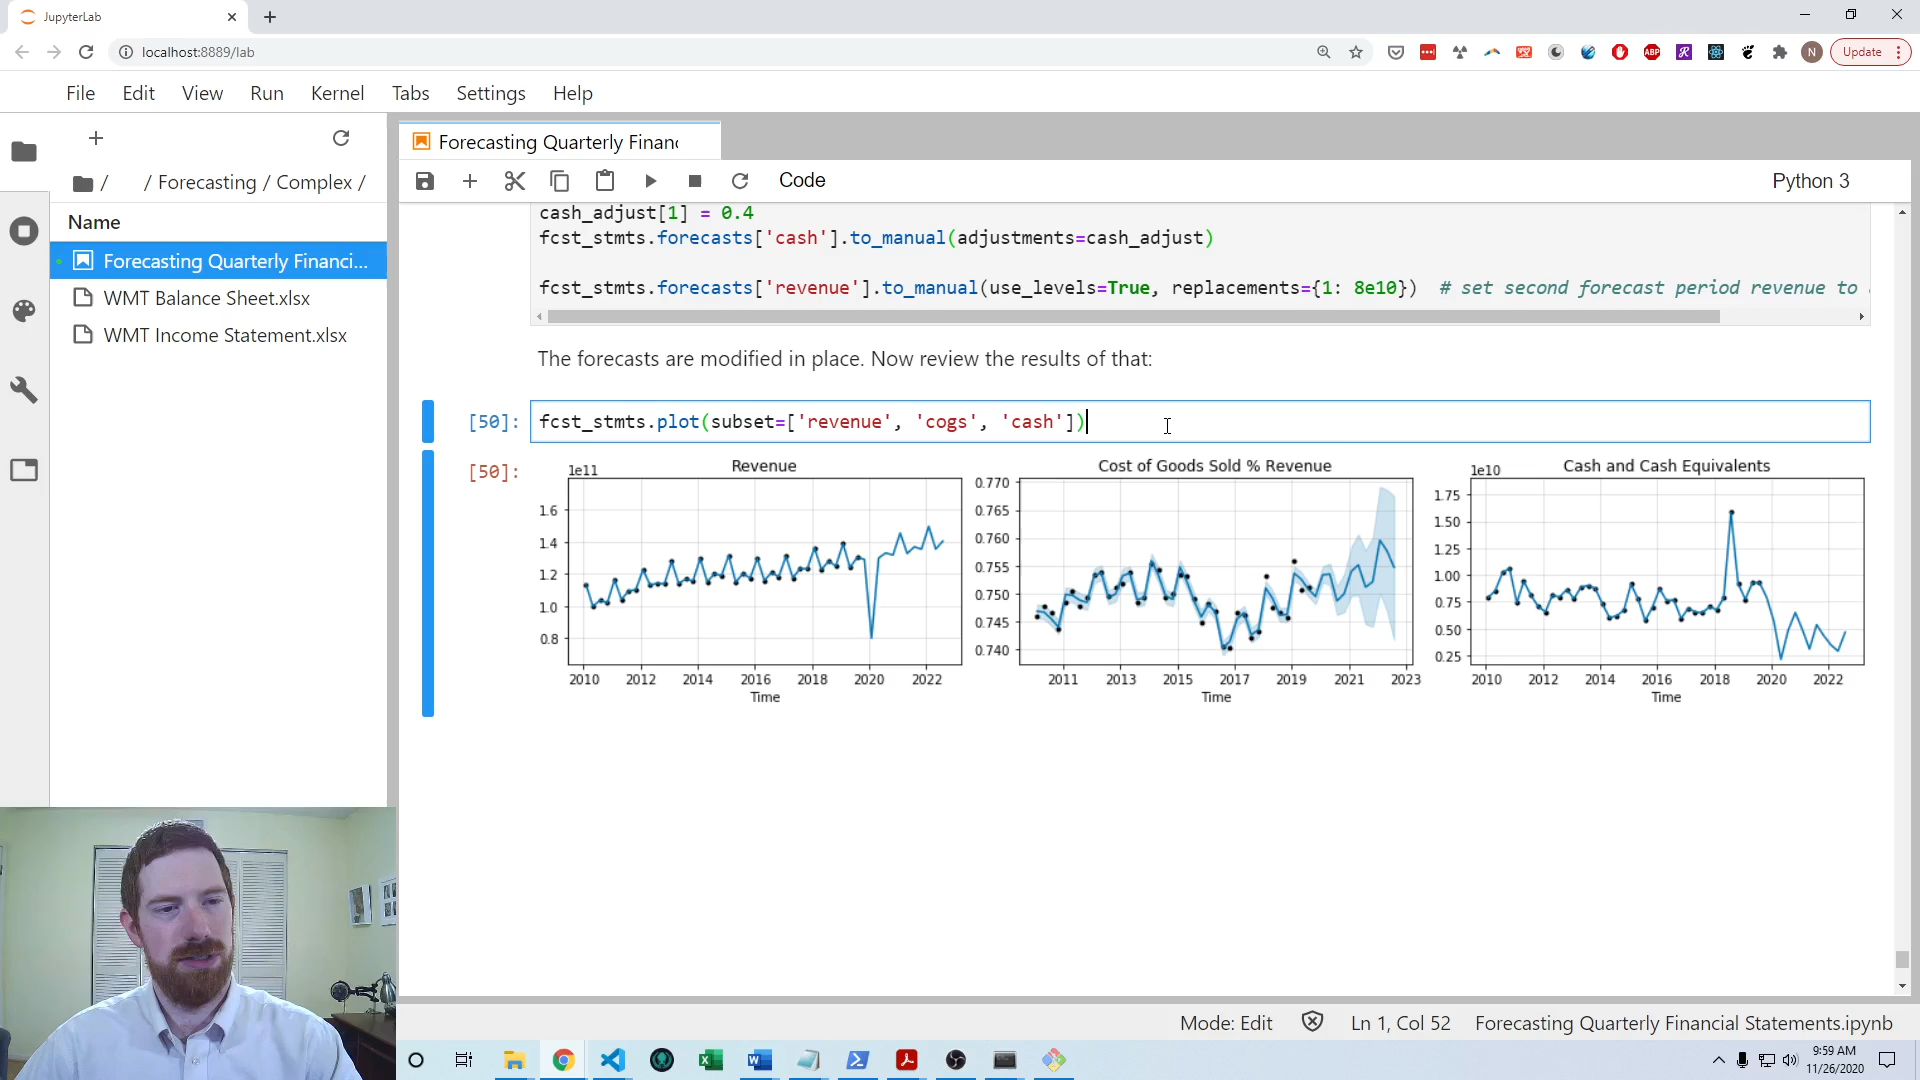 JupyterLab
localhost:8889/lab
N
Update
File Edit View Run Kernel Tabs Settings Help
/ / Forecasting / Complex /
Name
Forecasting Quarterly Financi...
WMT Balance Sheet.xlsx
WMT Income Statement.xlsx
Forecasting Quarterly Finan
Code
Python 3
cash_adjust[1] = 0.4
fcst_stmts.forecasts['cash'].to_manual(adjustments=cash_adjust)
fcst_stmts.forecasts['revenue'].to_manual(use_levels=True, replacements={1: 8e10})  # set second forecast period revenue to
The forecasts are modified in place. Now review the results of that:
[50]: fcst_stmts.plot(subset=['revenue', 'cogs', 'cash'])
[50]:
1e11 Revenue
1.6
1.4
1.2
1.0
0.8
2010 2012 2014 2016 2018 2020 2022
Time
Cost of Goods Sold % Revenue
0.770
0.765
0.760
0.755
0.750
0.745
0.740
2011 2013 2015 2017 2019 2021 2023
Time
1e10 Cash and Cash Equivalents
1.75
1.50
1.25
1.00
0.75
0.50
0.25
2010 2012 2014 2016 2018 2020 2022
Time
Mode: Edit Ln 1, Col 52 Forecasting Quarterly Financial Statements.ipynb
9:59 AM
11/26/2020